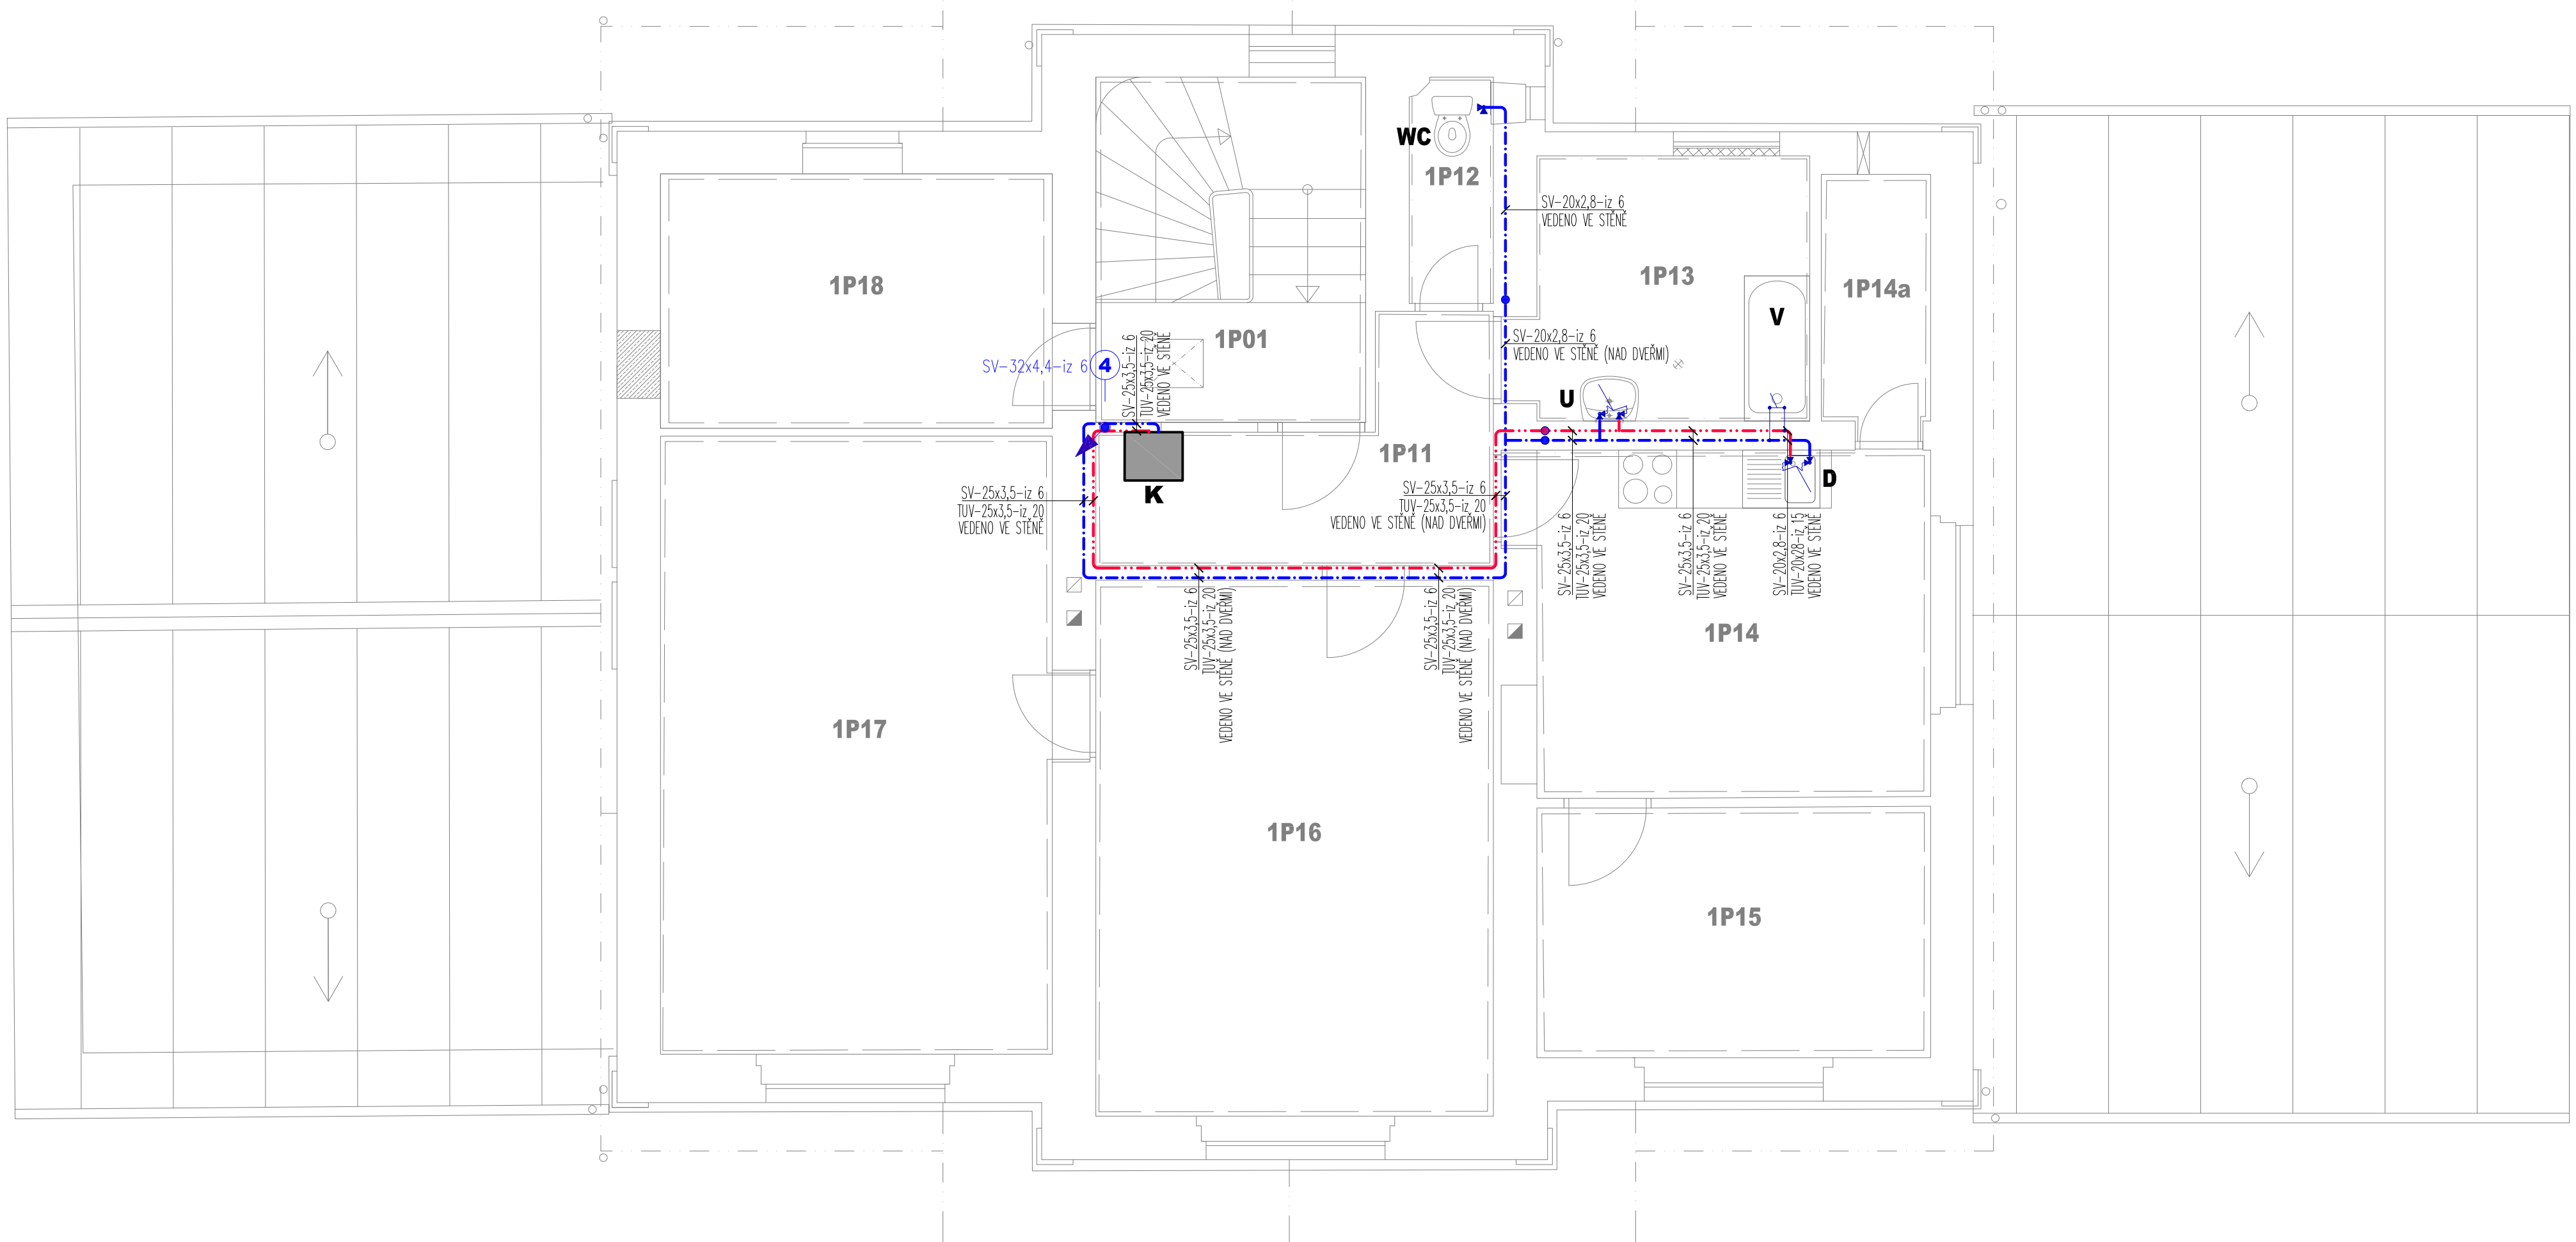 WC
1P12
SV-20x2,8-iz 6
VEDENO VE STĚNĚ
1P18
1P13
1P14a
V
1P01
SV-20x2,8-iz 6
VEDENO VE STĚNĚ (NAD DVEŘMI)
SV-32x4,4-iz 6
4
SV-25x3,5-iz 6
TUV-25x3,5-iz 20
VEDENO VE STĚNĚ
U
1P11
D
K
SV-25x3,5-iz 6
TUV-25x3,5-iz 20
VEDENO VE STĚNĚ
SV-25x3,5-iz 6
TUV-25x3,5-iz 20
VEDENO VE STĚNĚ (NAD DVEŘMI)
SV-25x3,5-iz 6
TUV-25x3,5-iz 20
VEDENO VE STĚNĚ
SV-25x3,5-iz 6
TUV-25x3,5-iz 20
VEDENO VE STĚNĚ
SV-20x2,8-iz 6
TUV-20x28-iz 15
VEDENO VE STĚNĚ
SV-25x3,5-iz 6
TUV-25x3,5-iz 20
VEDENO VE STĚNĚ (NAD DVEŘMI)
SV-25x3,5-iz 6
TUV-25x3,5-iz 20
VEDENO VE STĚNĚ (NAD DVEŘMI)
1P14
1P17
1P16
1P15